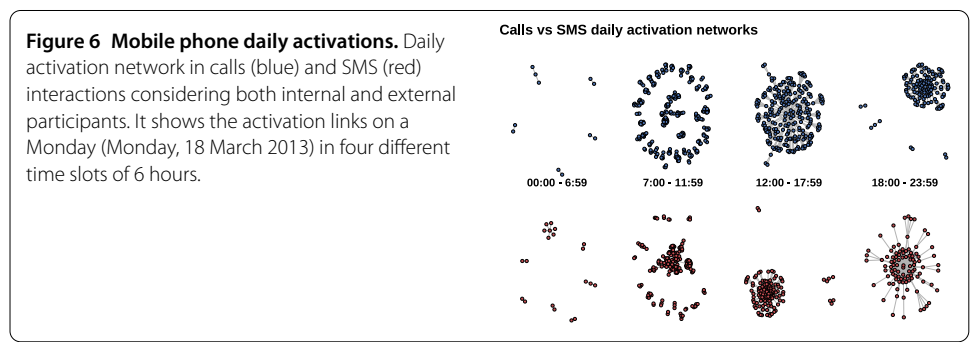 Figure 6 Mobile phone daily activations. Daily
activation network in calls (blue) and SMS (red)
interactions considering both internal and external
participants. It shows the activation links on a
Monday (Monday, 18 March 2013) in four different
time slots of 6 hours.
Calls vs SMS daily activation networks
00:00 - 6:59 7:00 - 11:59 12:00 - 17:59 18:00 - 23:59